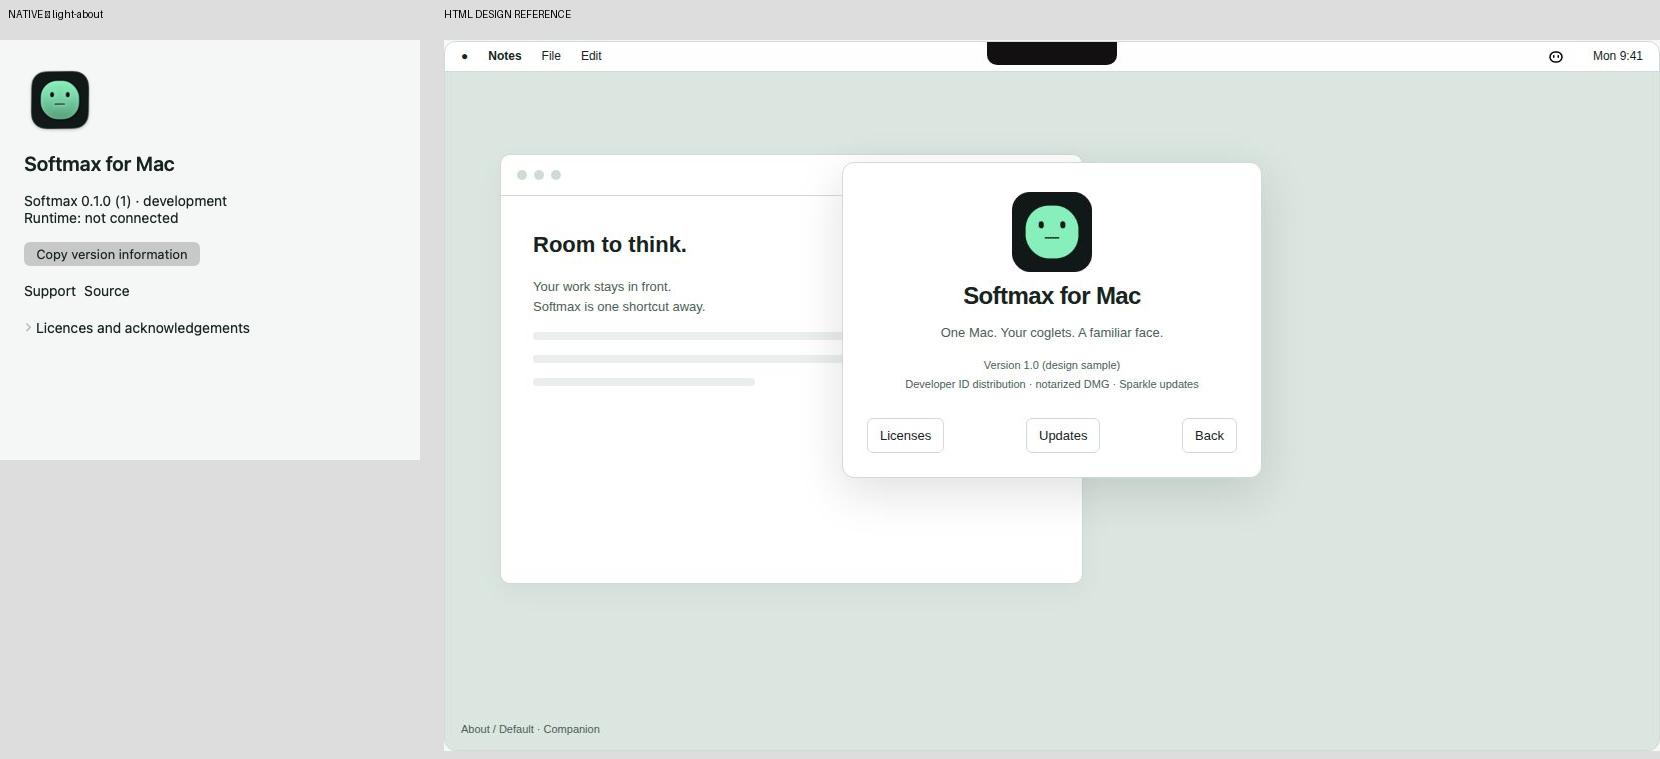 NATIVE light-about
Softmax for Mac
Softmax 0.1.0 (1) · development
Runtime: not connected
Copy version information
Support Source
Licences and acknowledgements
HTML DESIGN REFERENCE
Notes File Edit
Mon 9:41
Room to think.
Your work stays in front.
Softmax is one shortcut away.
Softmax for Mac
One Mac. Your coglets. A familiar face.
Version 1.0 (design sample)
Developer ID distribution · notarized DMG · Sparkle updates
Licenses Updates Back
About / Default · Companion